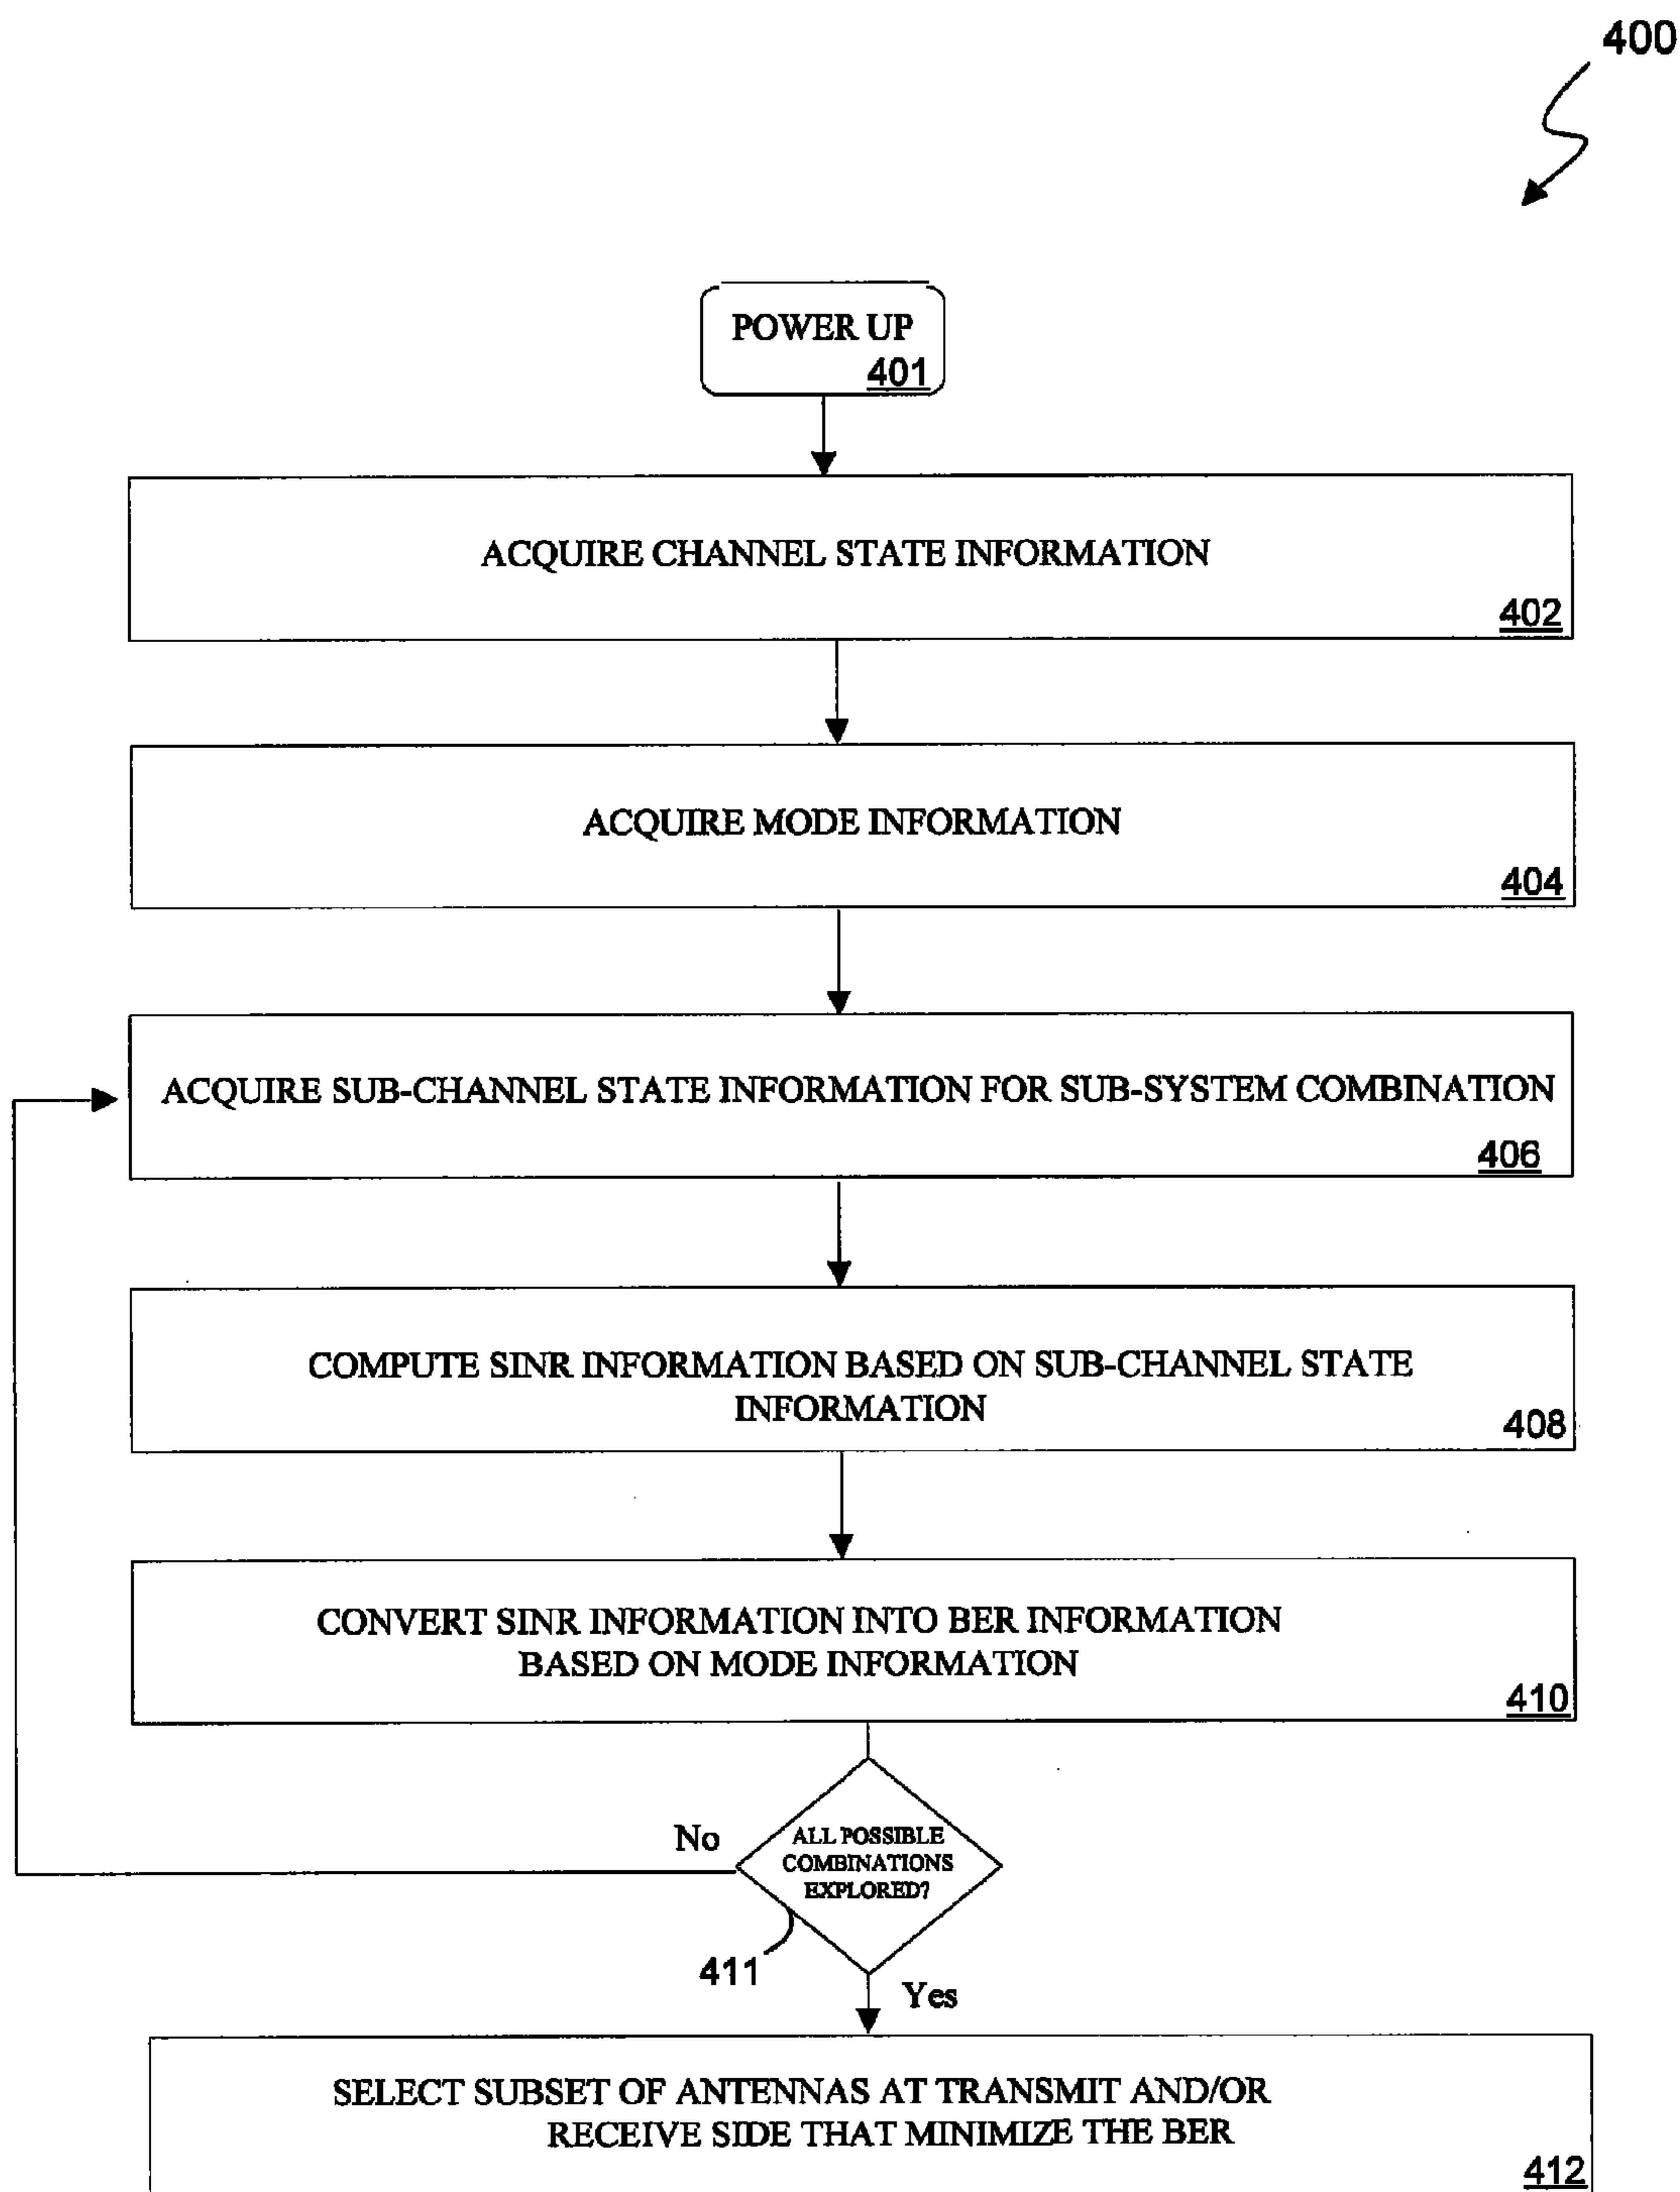 400
POWER UP
401
ACQUIRE CHANNEL STATE INFORMATION
402
ACQUIRE MODE INFORMATION
404
ACQUIRE SUB-CHANNEL STATE INFORMATION FOR SUB-SYSTEM COMBINATION
406
COMPUTE SINR INFORMATION BASED ON SUB-CHANNEL STATE
INFORMATION
408
CONVERT SINR INFORMATION INTO BER INFORMATION
BASED ON MODE INFORMATION
410
No
ALL POSSIBLE
COMBINATIONS
EXPLORED?
411
Yes
SELECT SUBSET OF ANTENNAS AT TRANSMIT AND/OR
RECEIVE SIDE THAT MINIMIZE THE BER
412